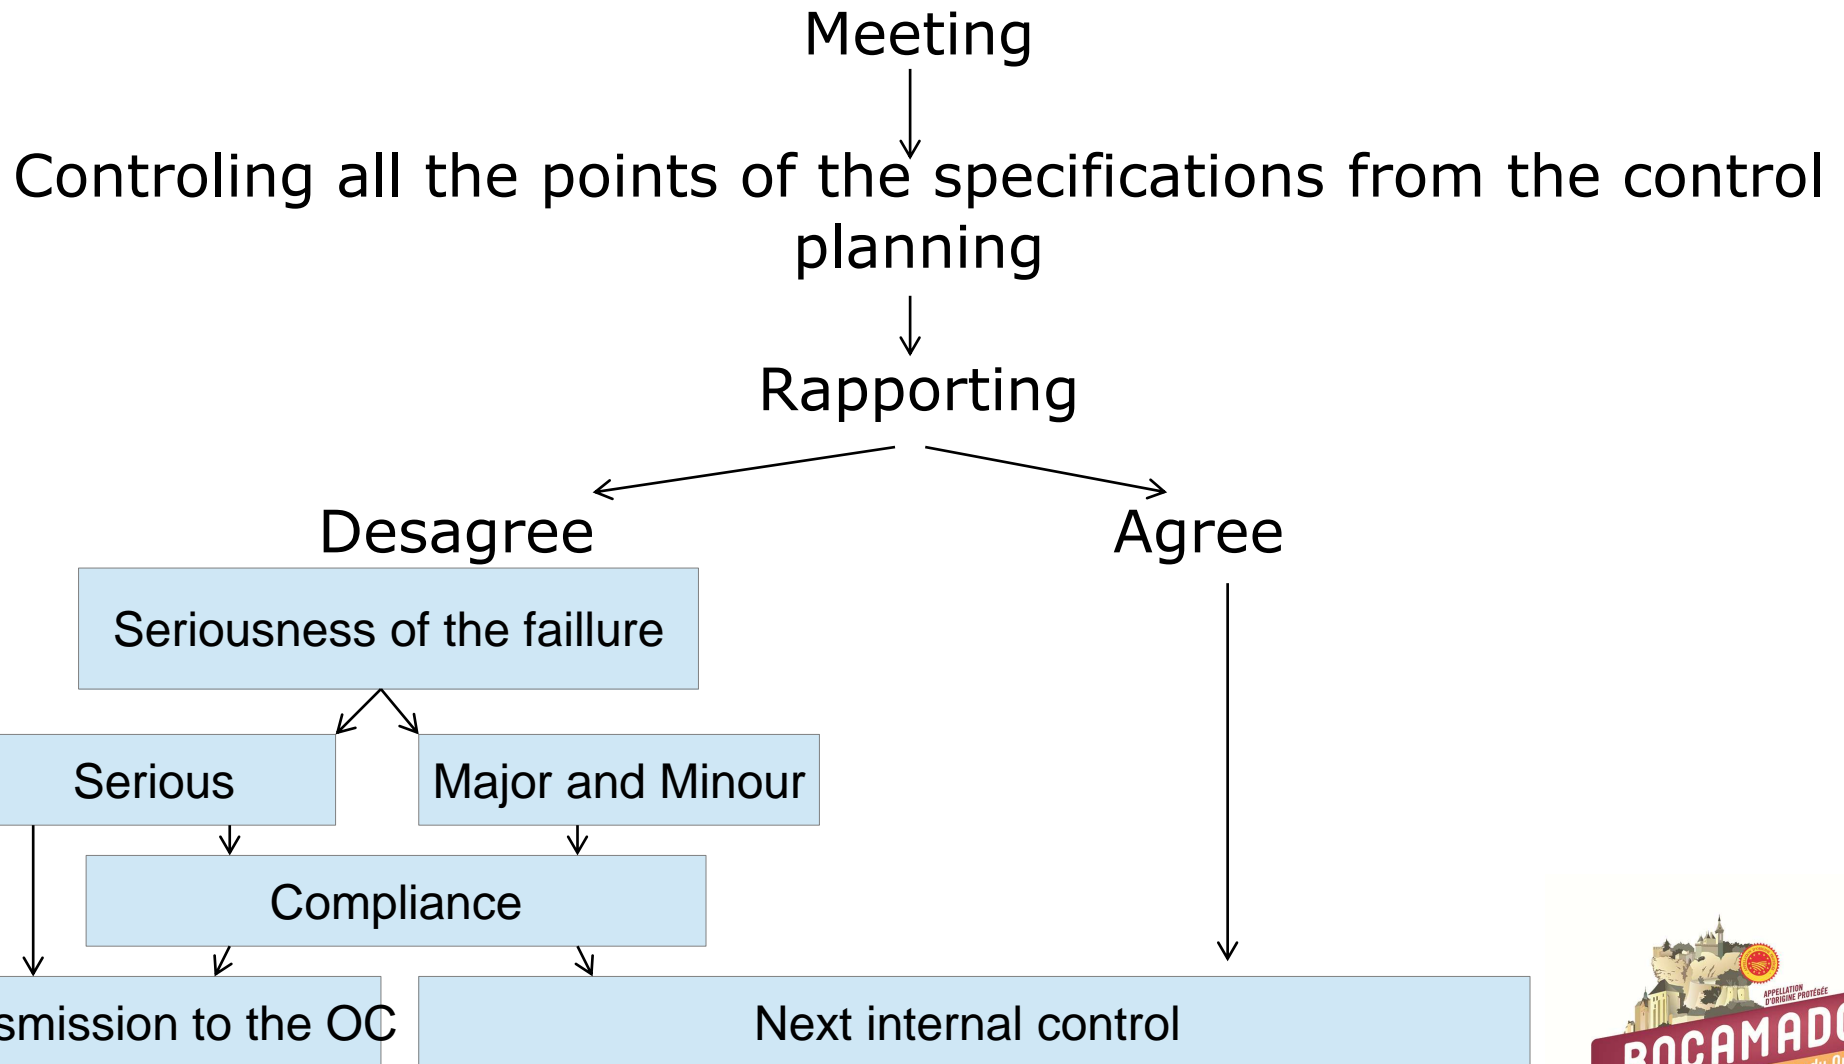 Meeting
Controling all the points of the specifications from the control
planning
Rapporting
Desagree
Agree
Seriousness of the faillure
Serious
Major and Minour
Compliance
smission to the OC
Next internal control
APPELLATION
D'ORIGINE PROTÉGÉE
ROCAMADO